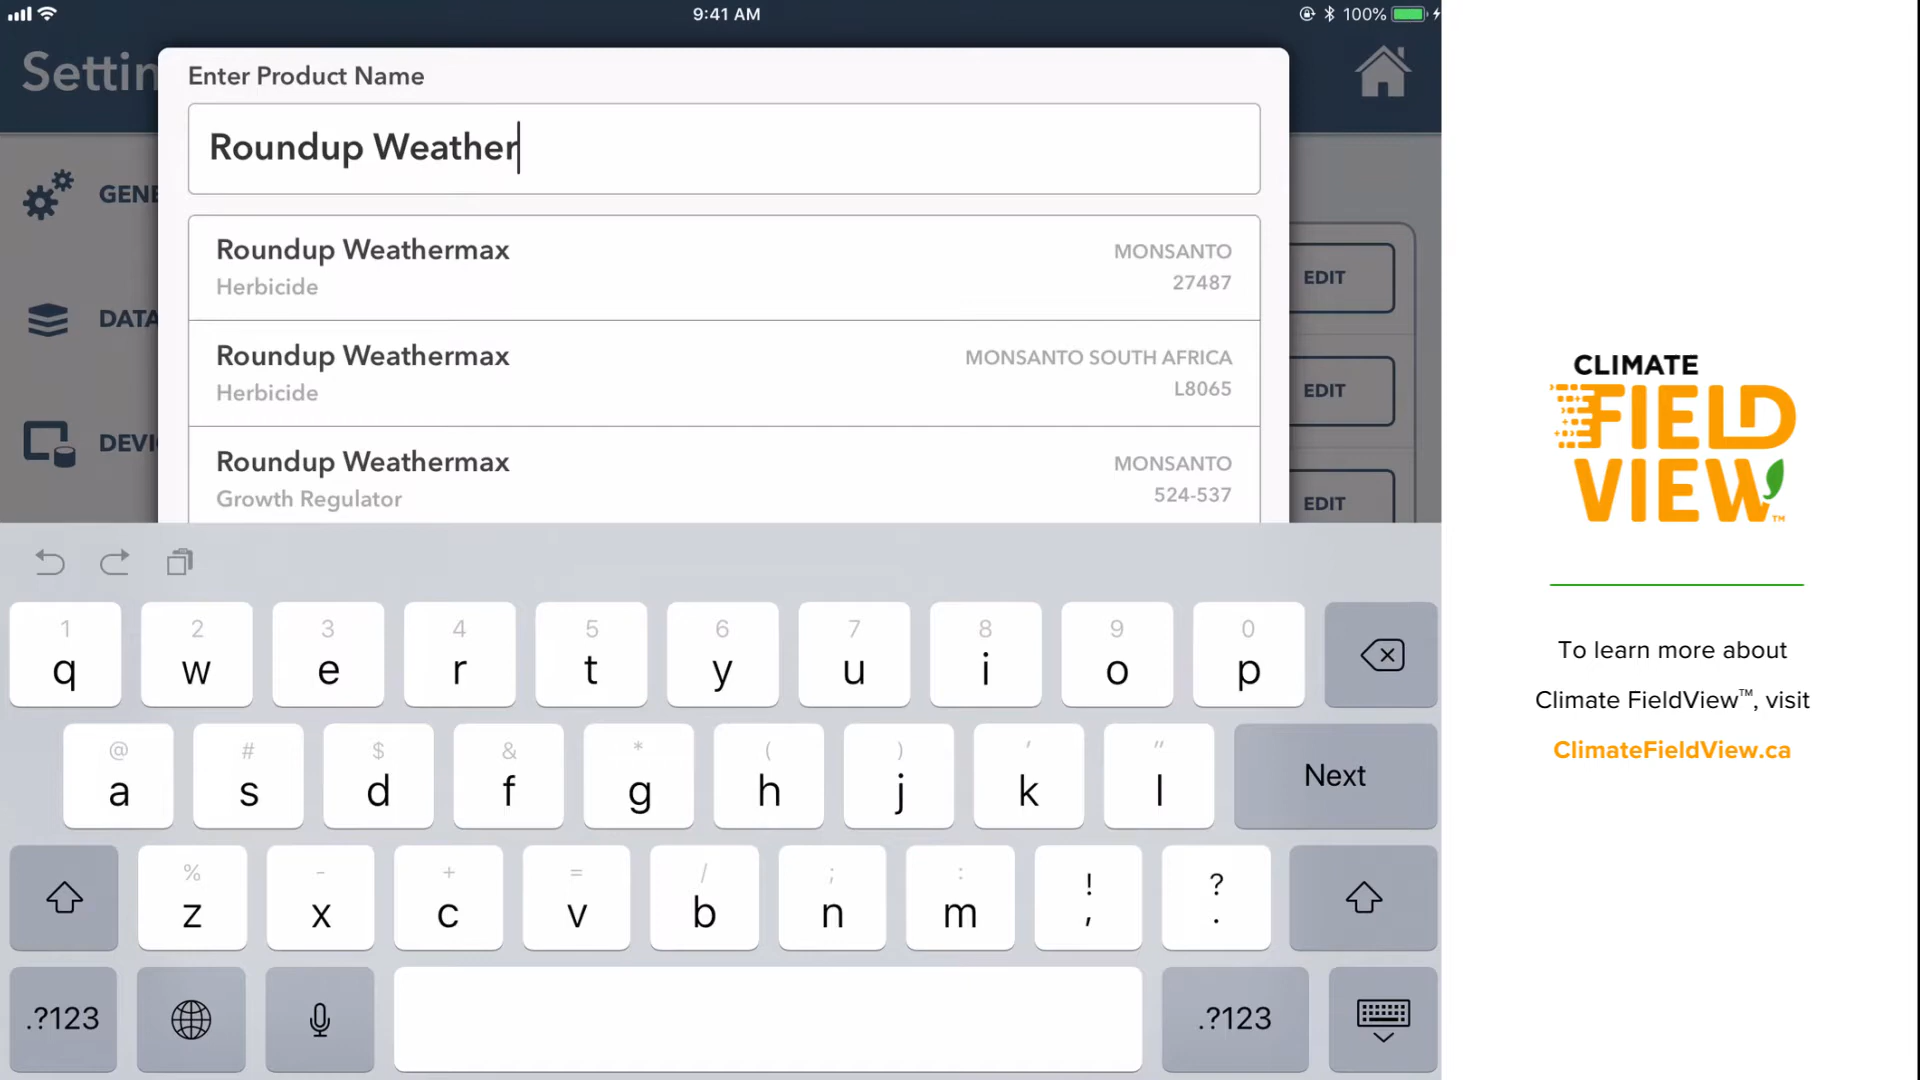 9:41 AM
100%
Settin
Enter Product Name
Roundup Weather
GENE
DATA
DEVI
Roundup Weathermax
Herbicide
MONSANTO
27487
Roundup Weathermax
Herbicide
MONSANTO SOUTH AFRICA
L8065
Roundup Weathermax
Growth Regulator
MONSANTO
524-537
EDIT
EDIT
EDIT
1 2 3 4 5 6 7 8 9 0
q w e r t y u i o p
@ # $ & * ( ) ' "
a s d f g h j k l Next
% - + = / ; : ! ?
z x c v b n m , .
.?123 .?123
CLIMATE
FIELD
VIEW™
To learn more about
Climate FieldView™, visit
ClimateFieldView.ca